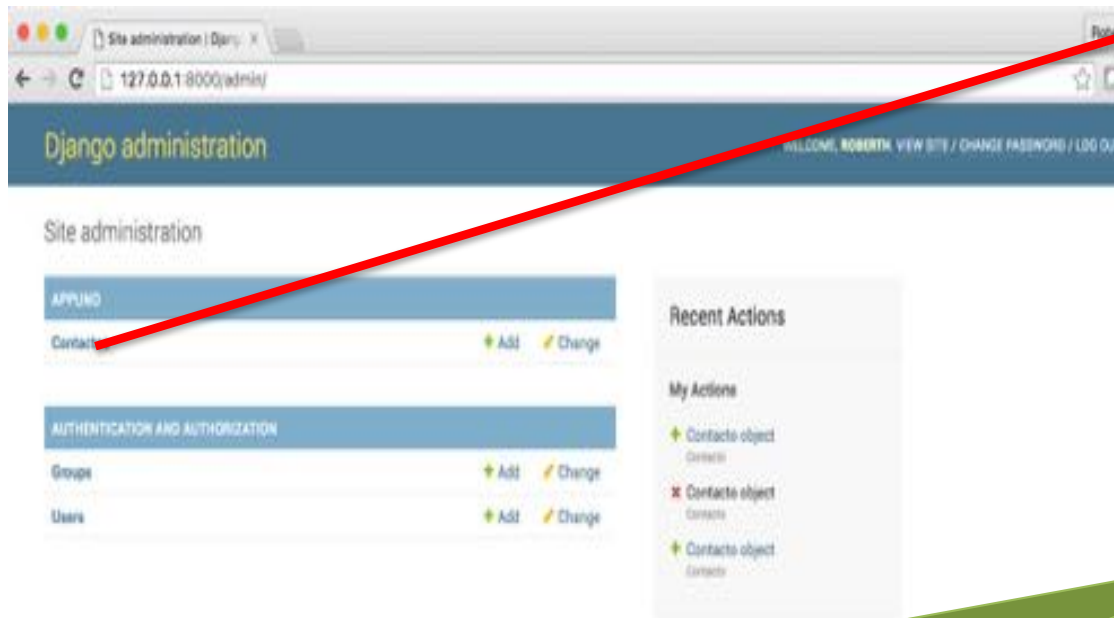 Site administration | Djang
127.0.0.1:8000/admin/
Django administration
WELCOME, ROBERTH. VIEW SITE / CHANGE PASSWORD / LOG OU
Site administration
APPUNO
+ Add Change
Recent Actions
My Actions
AUTHENTICATION AND AUTHORIZATION
Groups + Add Change
Users + Add Change
+ Contacto object
Contacto
× Contacto object
Contacto
+ Contacto object
Contacto